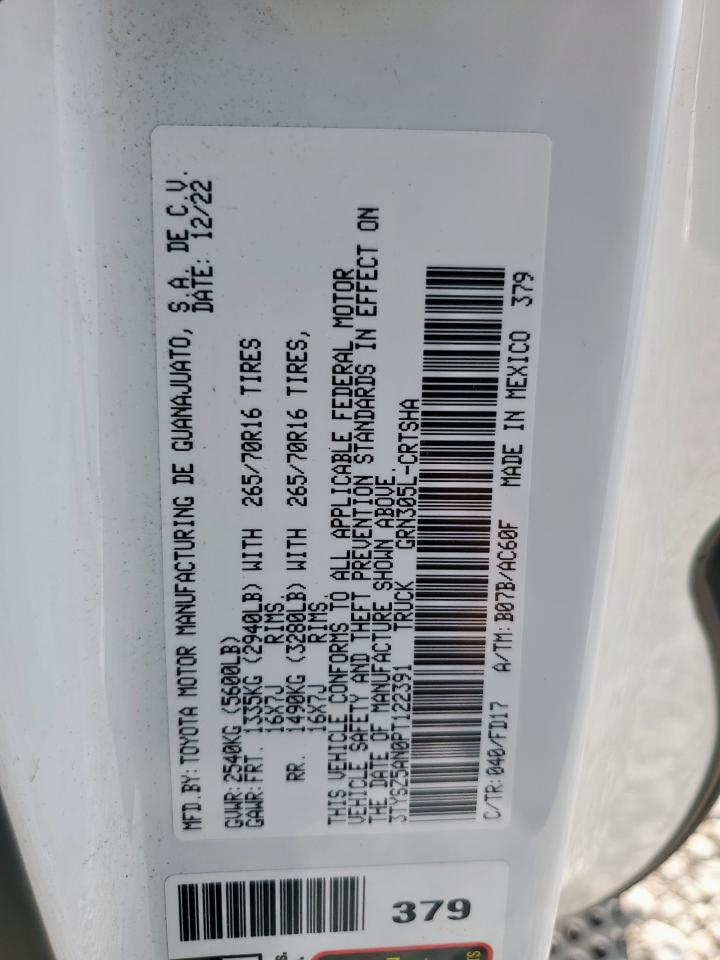 MFD.BY: TOYOTA MOTOR MANUFACTURING DE GUANAJUATO, S.A. DE C.V.
DATE: 12/22
GVWR: 2540KG (5600LB)
GAWR: FRT. 1335KG (2940LB) WITH 265/70R16 TIRES
16X7J RIMS.
RR. 1490KG (3280LB) WITH 265/70R16 TIRES,
16X7J RIMS.
THIS VEHICLE CONFORMS TO ALL APPLICABLE FEDERAL MOTOR
VEHICLE SAFETY AND THEFT PREVENTION STANDARDS IN EFFECT ON
THE DATE OF MANUFACTURE SHOWN ABOVE.
3TYSZ5AN0PT122391 TRUCK GRN305L-CRTSHA
C/TR: 040/FD17 A/TM: B07B/AC60F MADE IN MEXICO 379
379